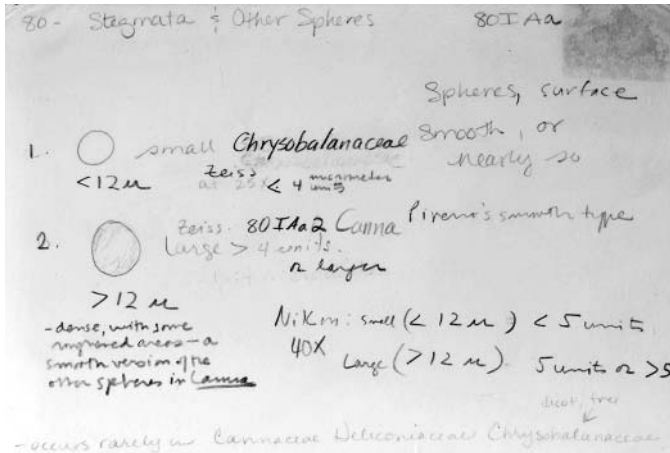 80- Stegmata & Other Spheres 80IAa
Spheres, surface
smooth, or
nearly so
1. small Chrysobalanaceae
<12µ Zeiss at 25X < 4 micrometer units
2. Zeiss. 80IAa2 Canna Pireno's smooth type
Large > 4 units.
or larger
>12 µ
-dense, with some
areas - a
smooth version of the
other spheres in Canna
Nikon: small (< 12 µ) < 5 units
40X Large (>12 µ). 5 units or >5
dicot, tree
-occurs rarely in Cannaceae Heliconiaceae Chrysobalanaceae